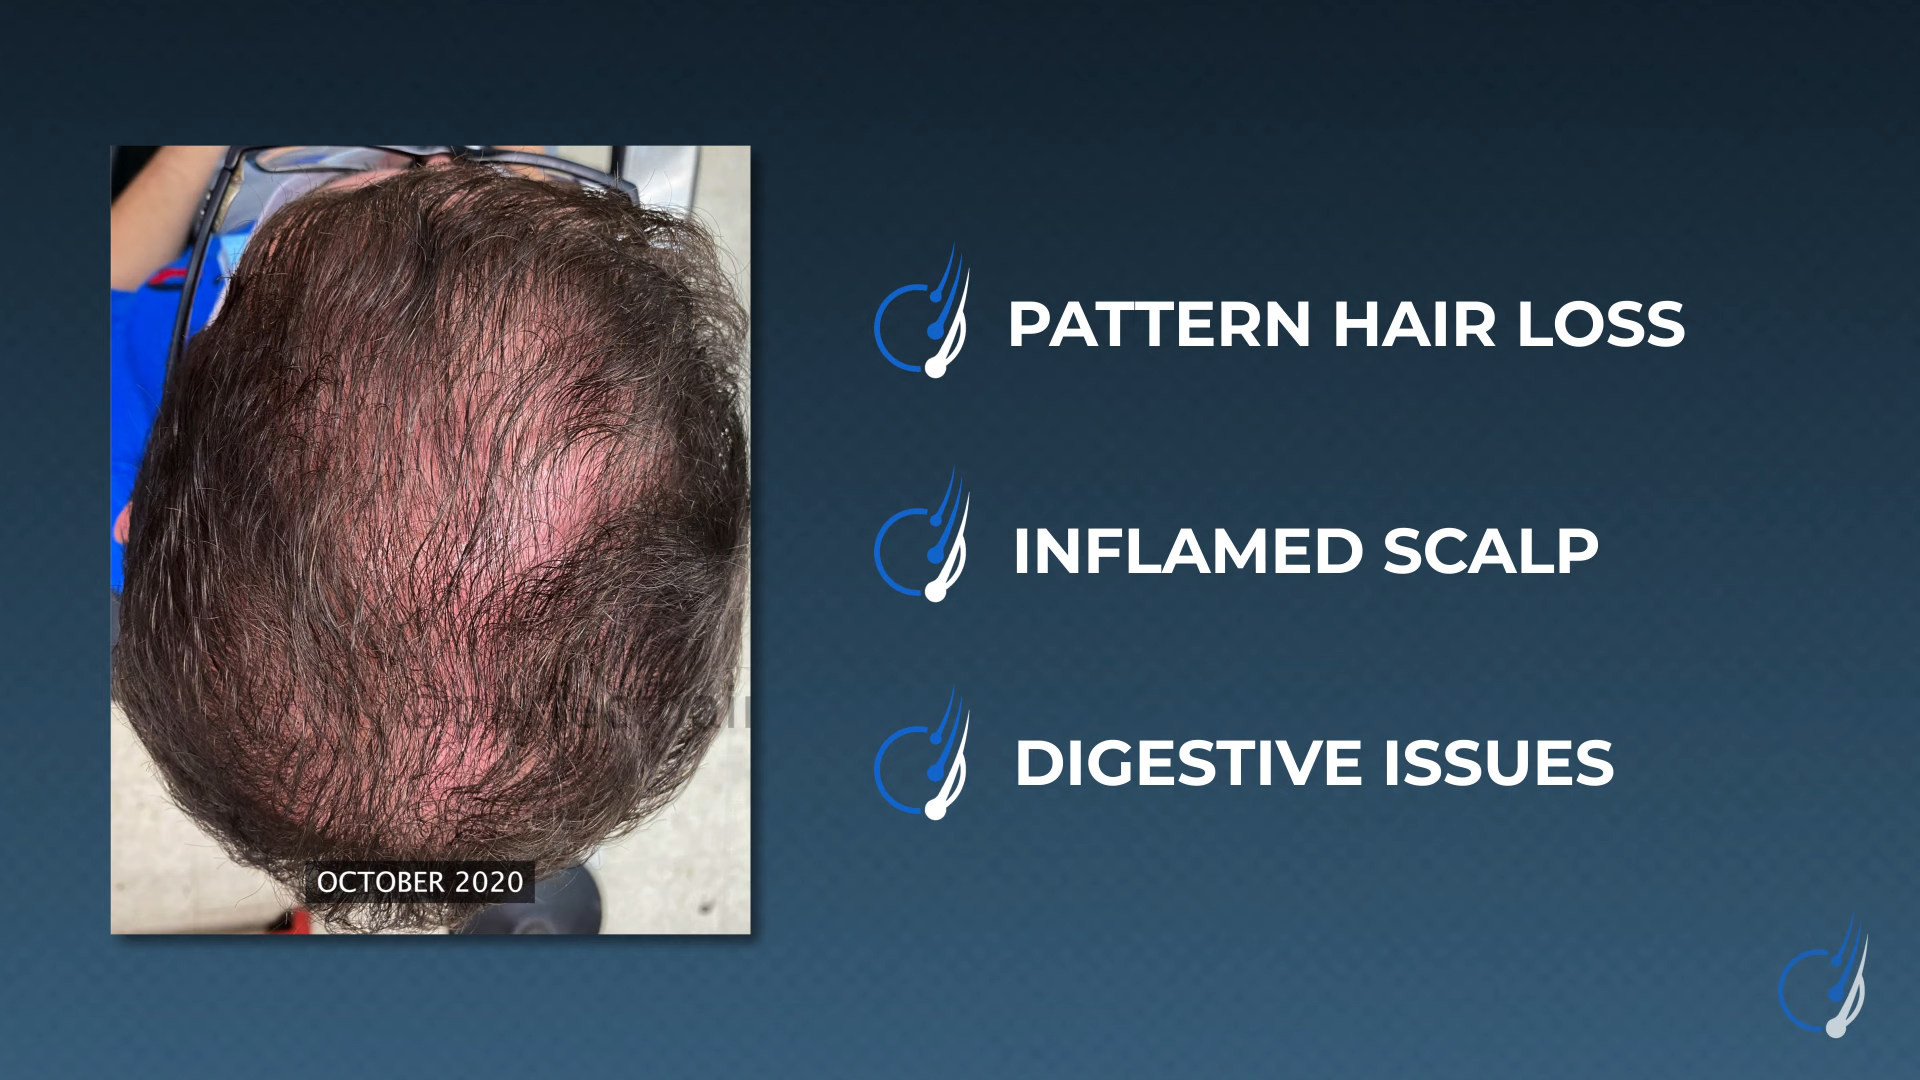 PATTERN HAIR LOSS
INFLAMED SCALP
DIGESTIVE ISSUES
OCTOBER 2020